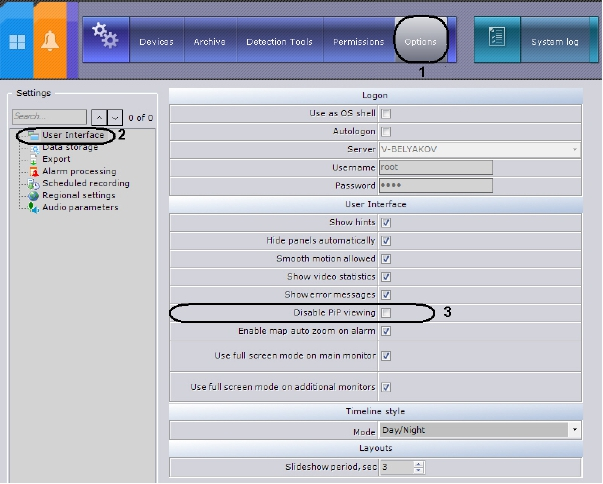 Devices
Archive
Detection Tools
Permissions
Options
System log
1
Settings
Search...
0 of 0
User Interface
2
Data storage
Export
Alarm processing
Scheduled recording
Regional settings
Audio parameters
Logon
Use as OS shell
Autologon
Server V-BELYAKOV
Username root
Password ●●●●
User Interface
Show hints
Hide panels automatically
Smooth motion allowed
Show video statistics
Show error messages
Disable PiP viewing
3
Enable map auto zoom on alarm
Use full screen mode on main monitor
Use full screen mode on additional monitors
Timeline style
Mode Day/Night
Layouts
Slideshow period, sec 3